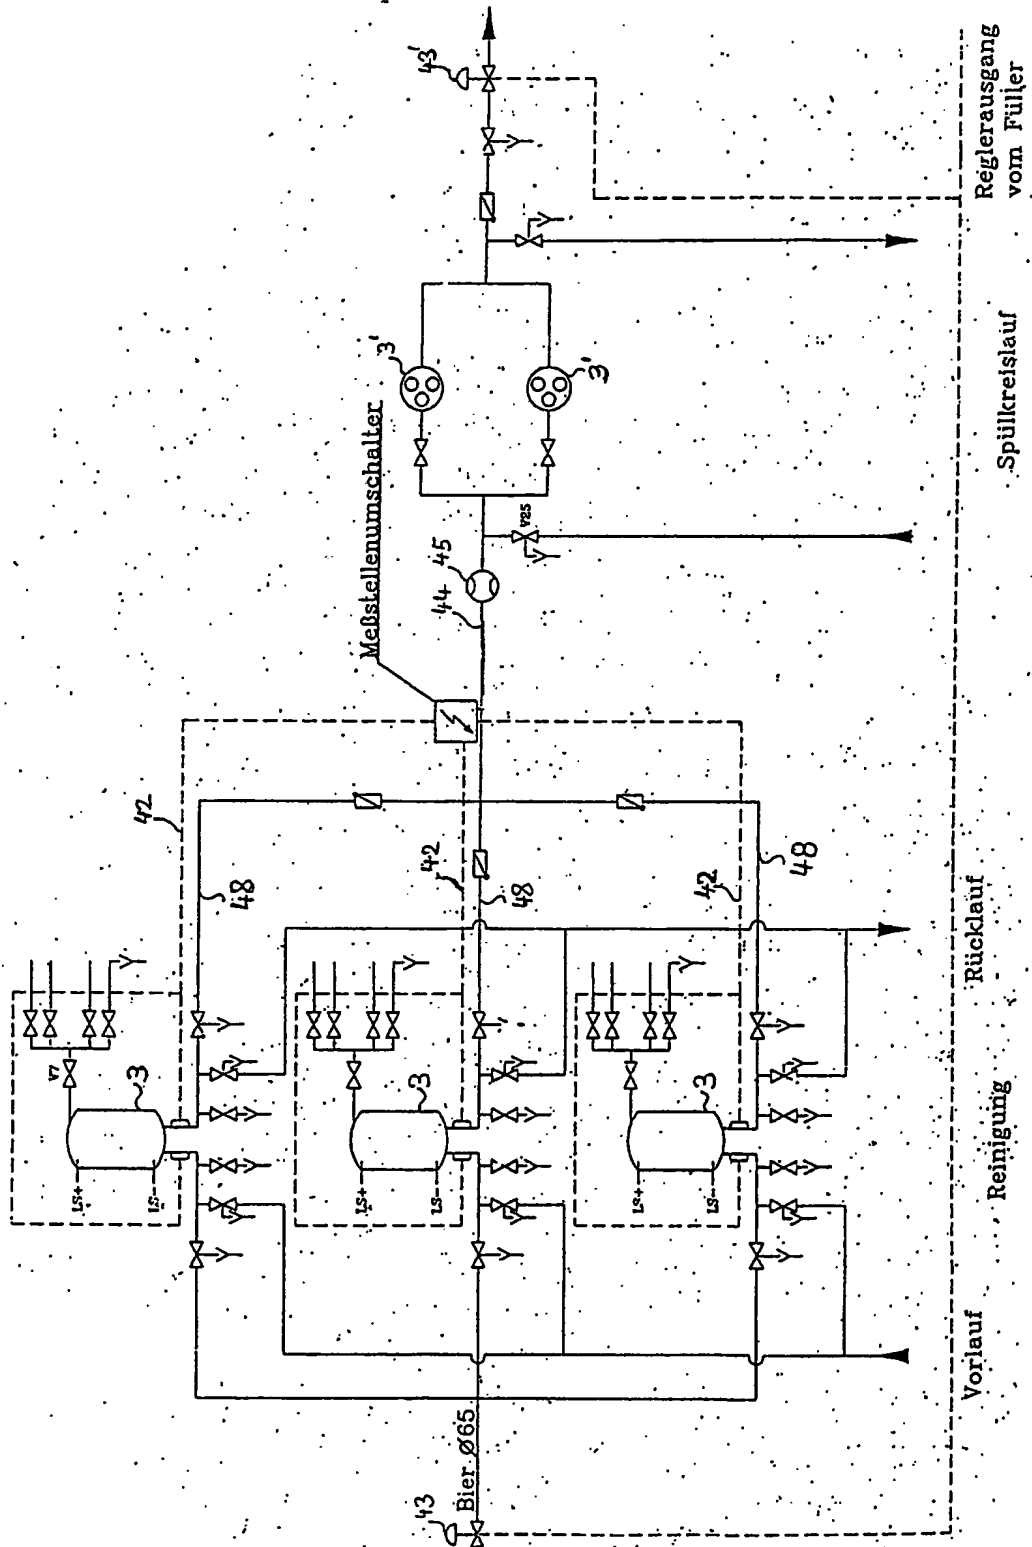 43'
Reglerausgang
vom Füller
3'
3'
Spülkreislauf
Meßstellenumschalter
V25
45
44
42
48
42
48
42
48
Rücklauf
V7
3
LS+
LS-
3
LS+
LS-
3
LS+
LS-
Reinigung
Vorlauf
Bier Ø65
43